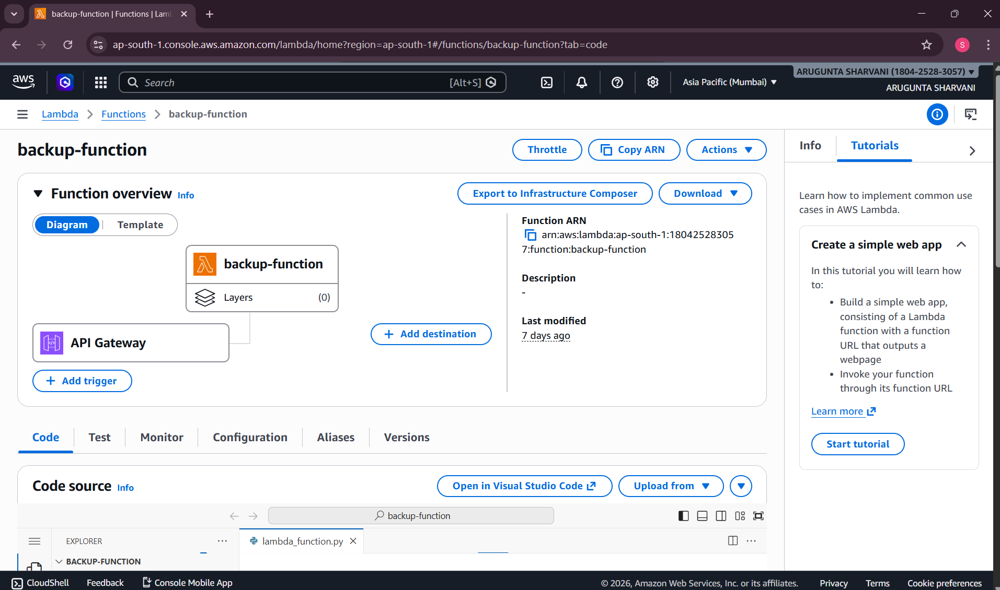 backup-function | Functions | Lam
ap-south-1.console.aws.amazon.com/lambda/home?region=ap-south-1#/functions/backup-function?tab=code
S
aws
Search
[Alt+S]
Asia Pacific (Mumbai)
ARUGUNTA SHARVANI (1804-2528-3057)
ARUGUNTA SHARVANI
Lambda > Functions > backup-function
backup-function
Throttle
Copy ARN
Actions
Function overview Info
Export to Infrastructure Composer
Download
Diagram
Template
backup-function
Layers (0)
API Gateway
Add trigger
Add destination
Function ARN
arn:aws:lambda:ap-south-1:18042528305
7:function:backup-function
Description
-
Last modified
7 days ago
Code
Test
Monitor
Configuration
Aliases
Versions
Code source Info
Open in Visual Studio Code
Upload from
backup-function
EXPLORER
lambda_function.py
BACKUP-FUNCTION
Info
Tutorials
Learn how to implement common use
cases in AWS Lambda.
Create a simple web app
In this tutorial you will learn how
to:
• Build a simple web app,
consisting of a Lambda
function with a function
URL that outputs a
webpage
• Invoke your function
through its function URL
Learn more
Start tutorial
CloudShell
Feedback
Console Mobile App
© 2026, Amazon Web Services, Inc. or its affiliates.
Privacy
Terms
Cookie preferences